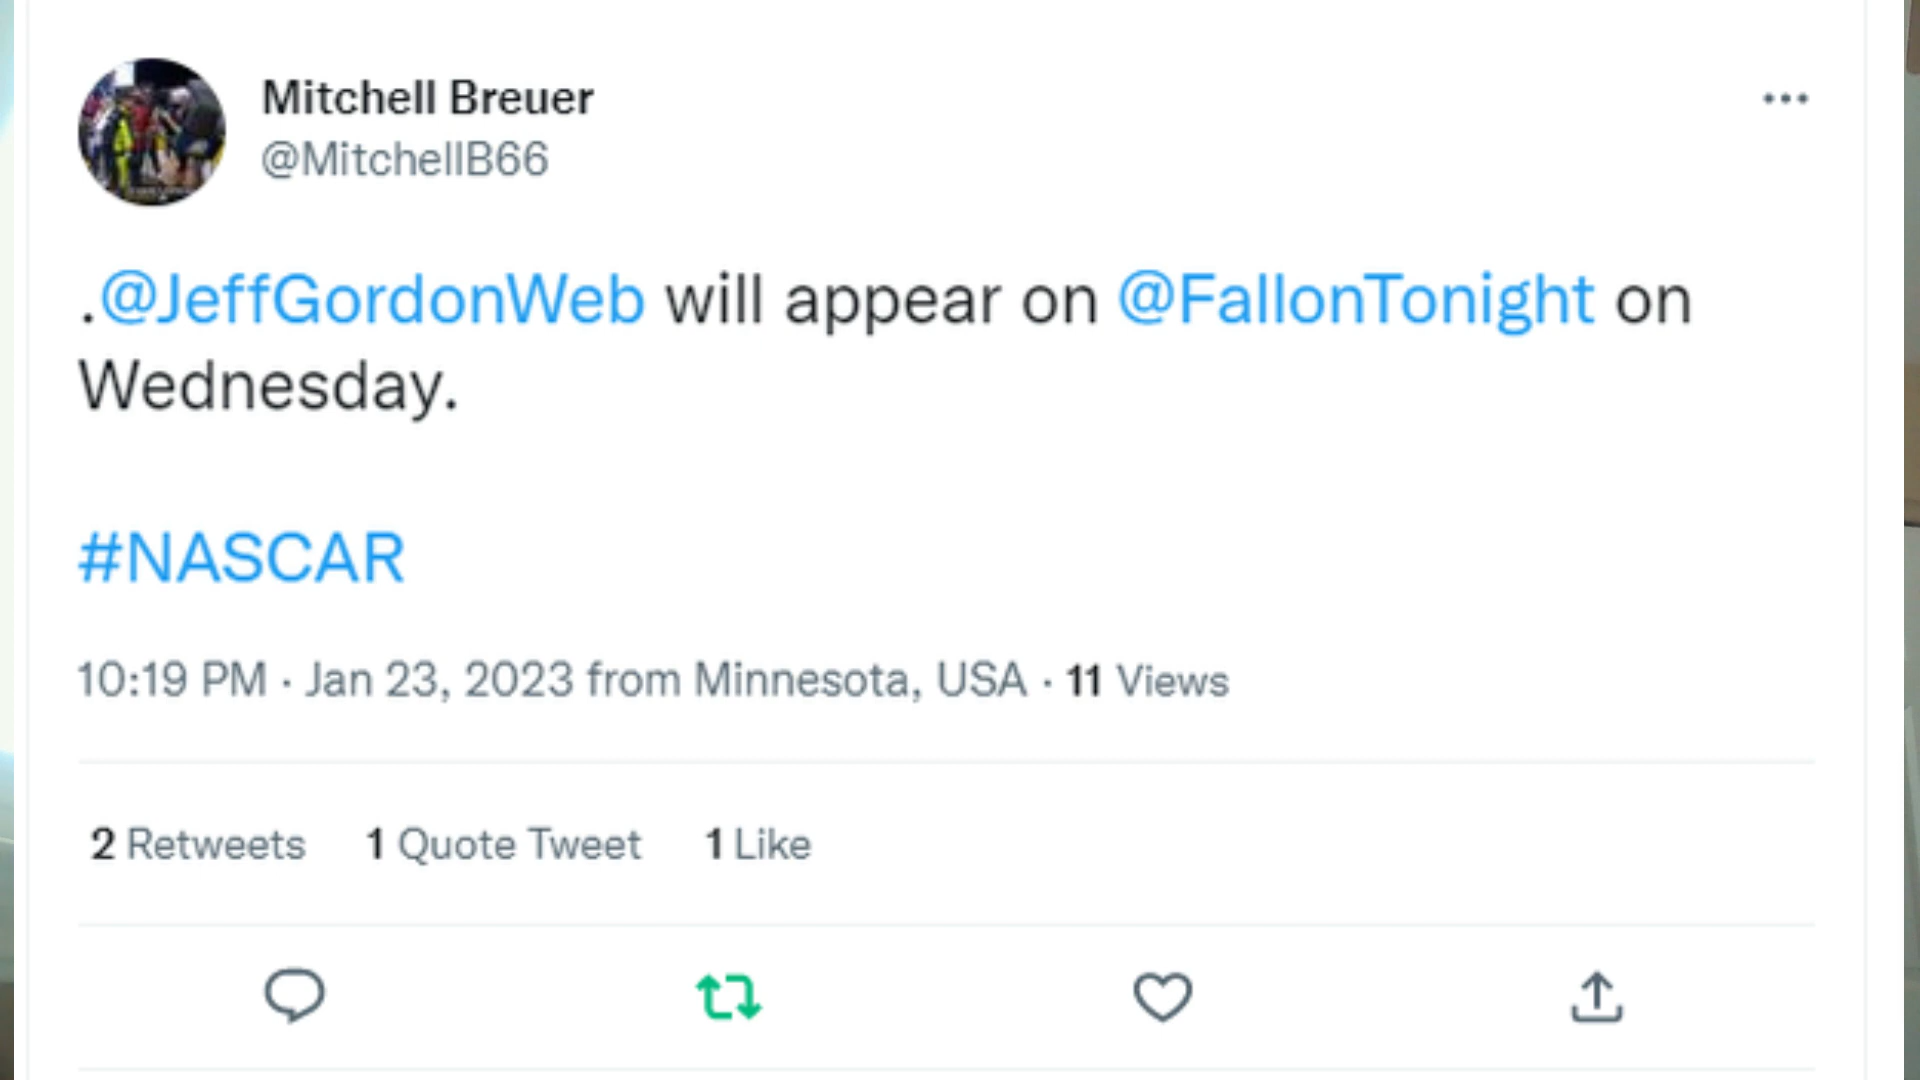 Mitchell Breuer
@MitchellB66
.@JeffGordonWeb will appear on @FallonTonight on
Wednesday.
#NASCAR
10:19 PM · Jan 23, 2023 from Minnesota, USA · 11 Views
2 Retweets 1 Quote Tweet 1 Like